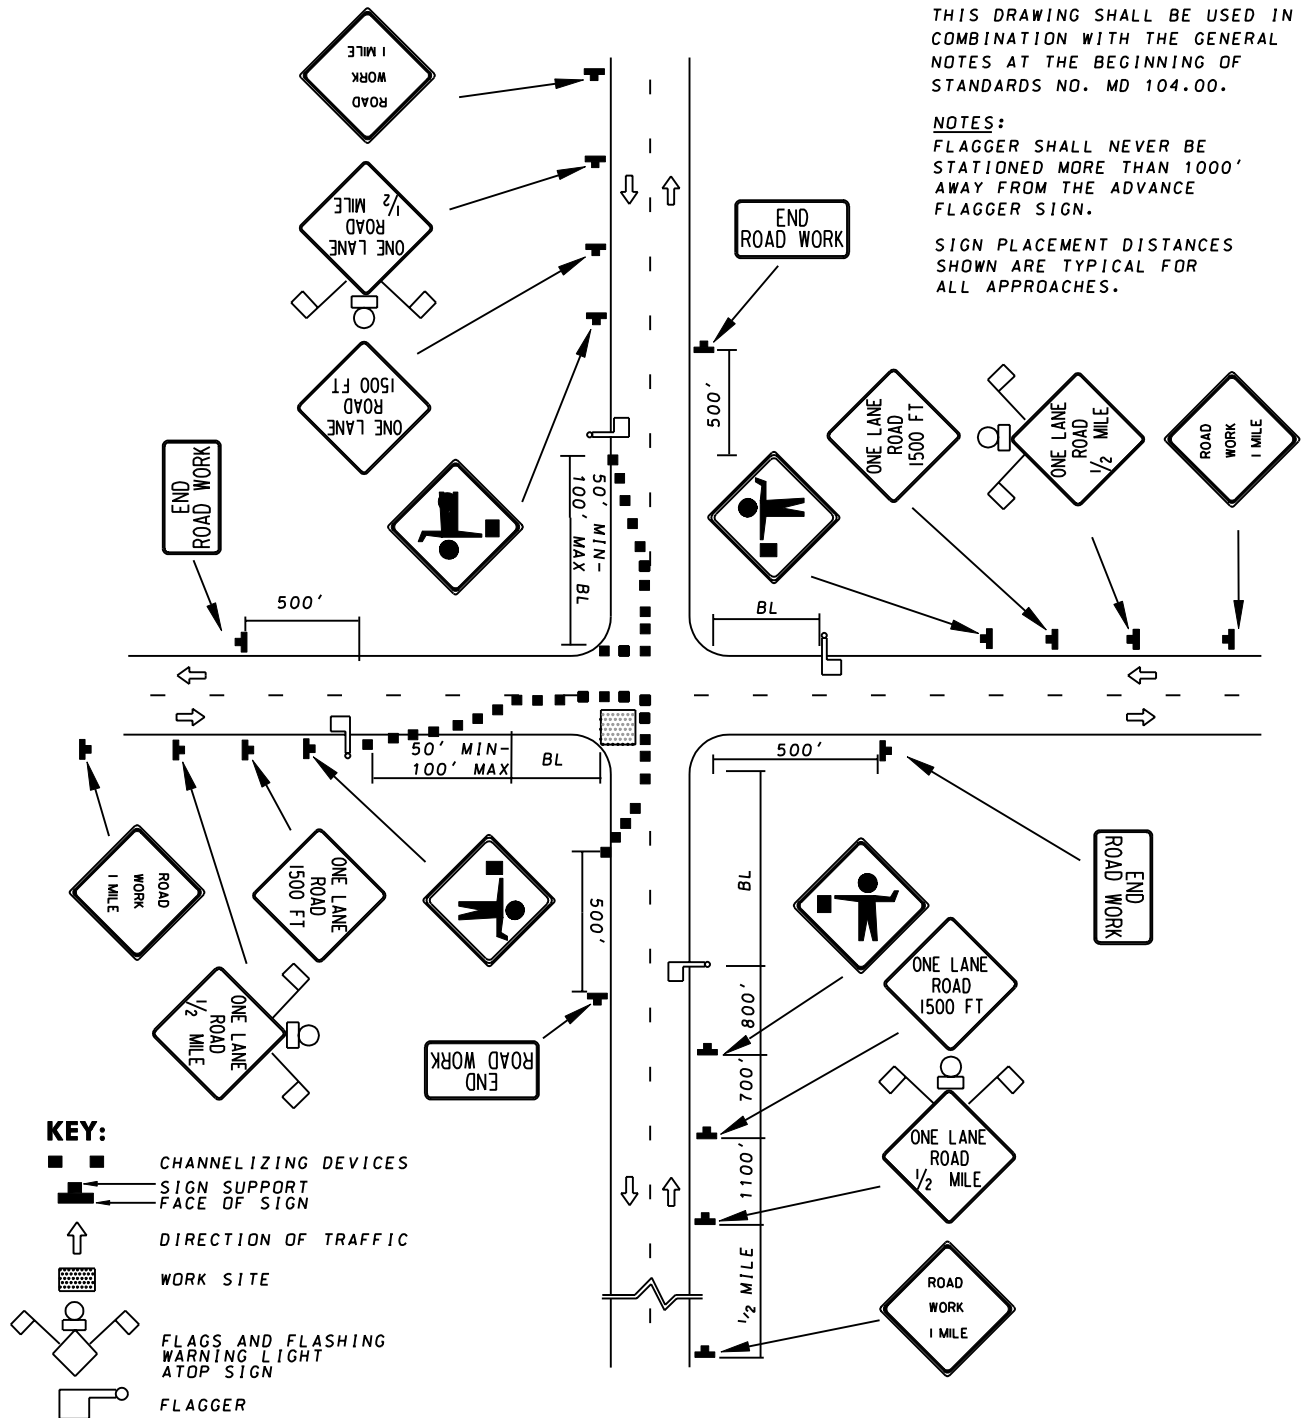 THIS DRAWING SHALL BE USED IN
COMBINATION WITH THE GENERAL
NOTES AT THE BEGINNING OF
STANDARDS NO. MD 104.00.
NOTES:
FLAGGER SHALL NEVER BE
STATIONED MORE THAN 1000'
AWAY FROM THE ADVANCE
FLAGGER SIGN.
SIGN PLACEMENT DISTANCES
SHOWN ARE TYPICAL FOR
ALL APPROACHES.
ROAD
WORK
1 MILE
ONE LANE
ROAD
1/2 MILE
ONE LANE
ROAD
1500 FT
END
ROAD WORK
500'
ONE LANE
ROAD
1500 FT
ONE LANE
ROAD
1/2 MILE
ROAD
WORK
1 MILE
END
ROAD WORK
500'
50' MIN-
100' MAX BL
BL
50' MIN-
100' MAX
BL
500'
BL
END
ROAD WORK
ROAD
WORK
1 MILE
ONE LANE
ROAD
1500 FT
ONE LANE
ROAD
1/2 MILE
500'
END
ROAD WORK
800'
700'
1100'
1/2 MILE
ONE LANE
ROAD
1500 FT
ONE LANE
ROAD
1/2 MILE
ROAD
WORK
1 MILE
KEY:
CHANNELIZING DEVICES
SIGN SUPPORT
FACE OF SIGN
DIRECTION OF TRAFFIC
WORK SITE
FLAGS AND FLASHING
WARNING LIGHT
ATOP SIGN
FLAGGER